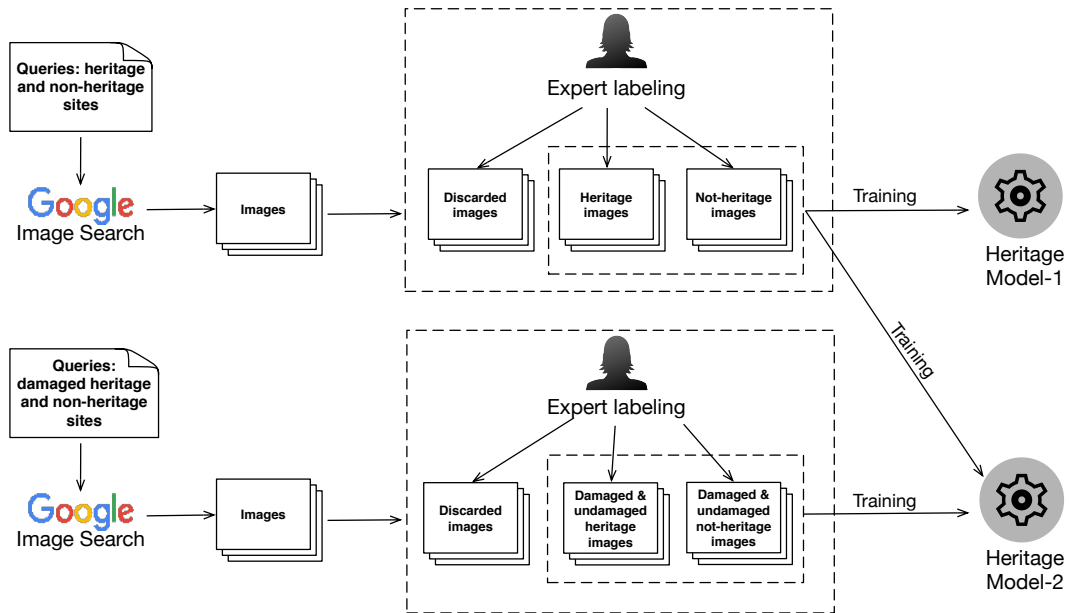 Queries: heritage
and non-heritage
sites
Google
Image Search
Images
Expert labeling
Discarded
images
Heritage
images
Not-heritage
images
Training
Heritage
Model-1
Training
Queries:
damaged heritage
and non-heritage
sites
Google
Image Search
Images
Expert labeling
Discarded
images
Damaged &
undamaged
heritage
images
Damaged &
undamaged
not-heritage
images
Training
Heritage
Model-2